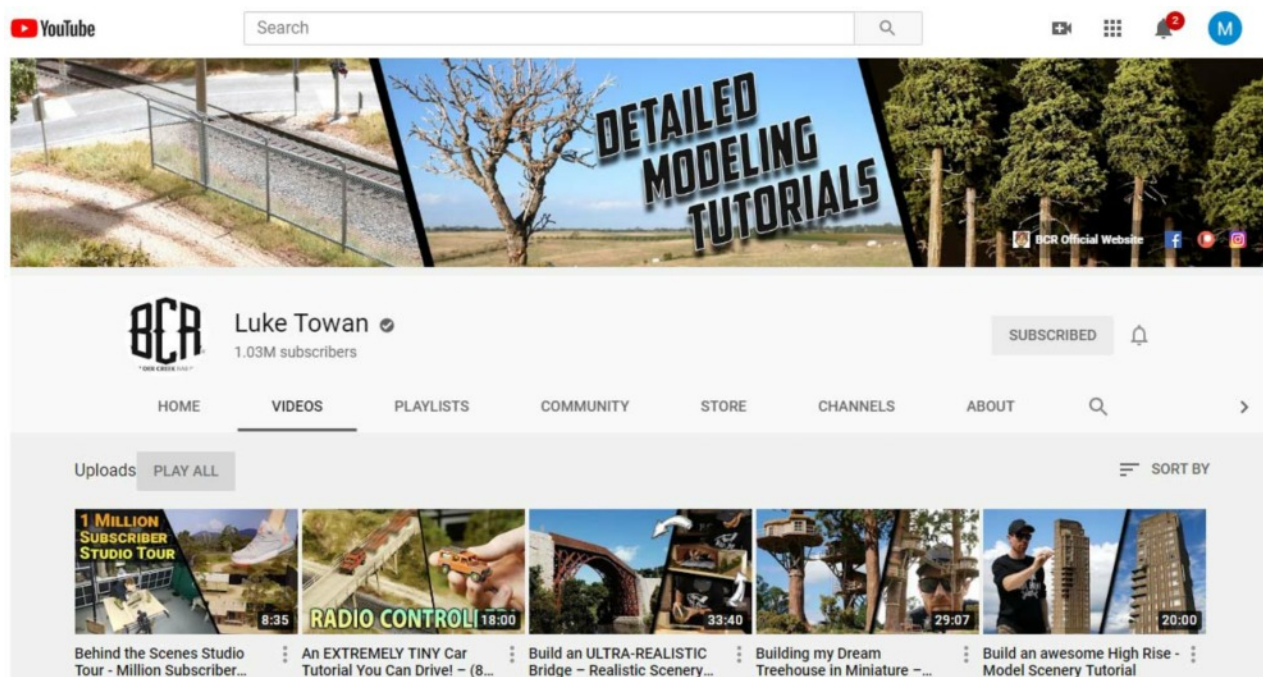 YouTube
Search
2
M
DETAILED
MODELING
TUTORIALS
BCR Official Website
BCR
Luke Towan
1.03M subscribers
SUBSCRIBED
HOME VIDEOS PLAYLISTS COMMUNITY STORE CHANNELS ABOUT
Uploads PLAY ALL SORT BY
1 MILLION
SUBSCRIBER
STUDIO TOUR
8:35
RADIO CONTROLL
18:00
33:40
29:07
20:00
Behind the Scenes Studio
Tour - Million Subscriber...
An EXTREMELY TINY Car
Tutorial You Can Drive! – (8...
Build an ULTRA-REALISTIC
Bridge – Realistic Scenery...
Building my Dream
Treehouse in Miniature –...
Build an awesome High Rise -
Model Scenery Tutorial